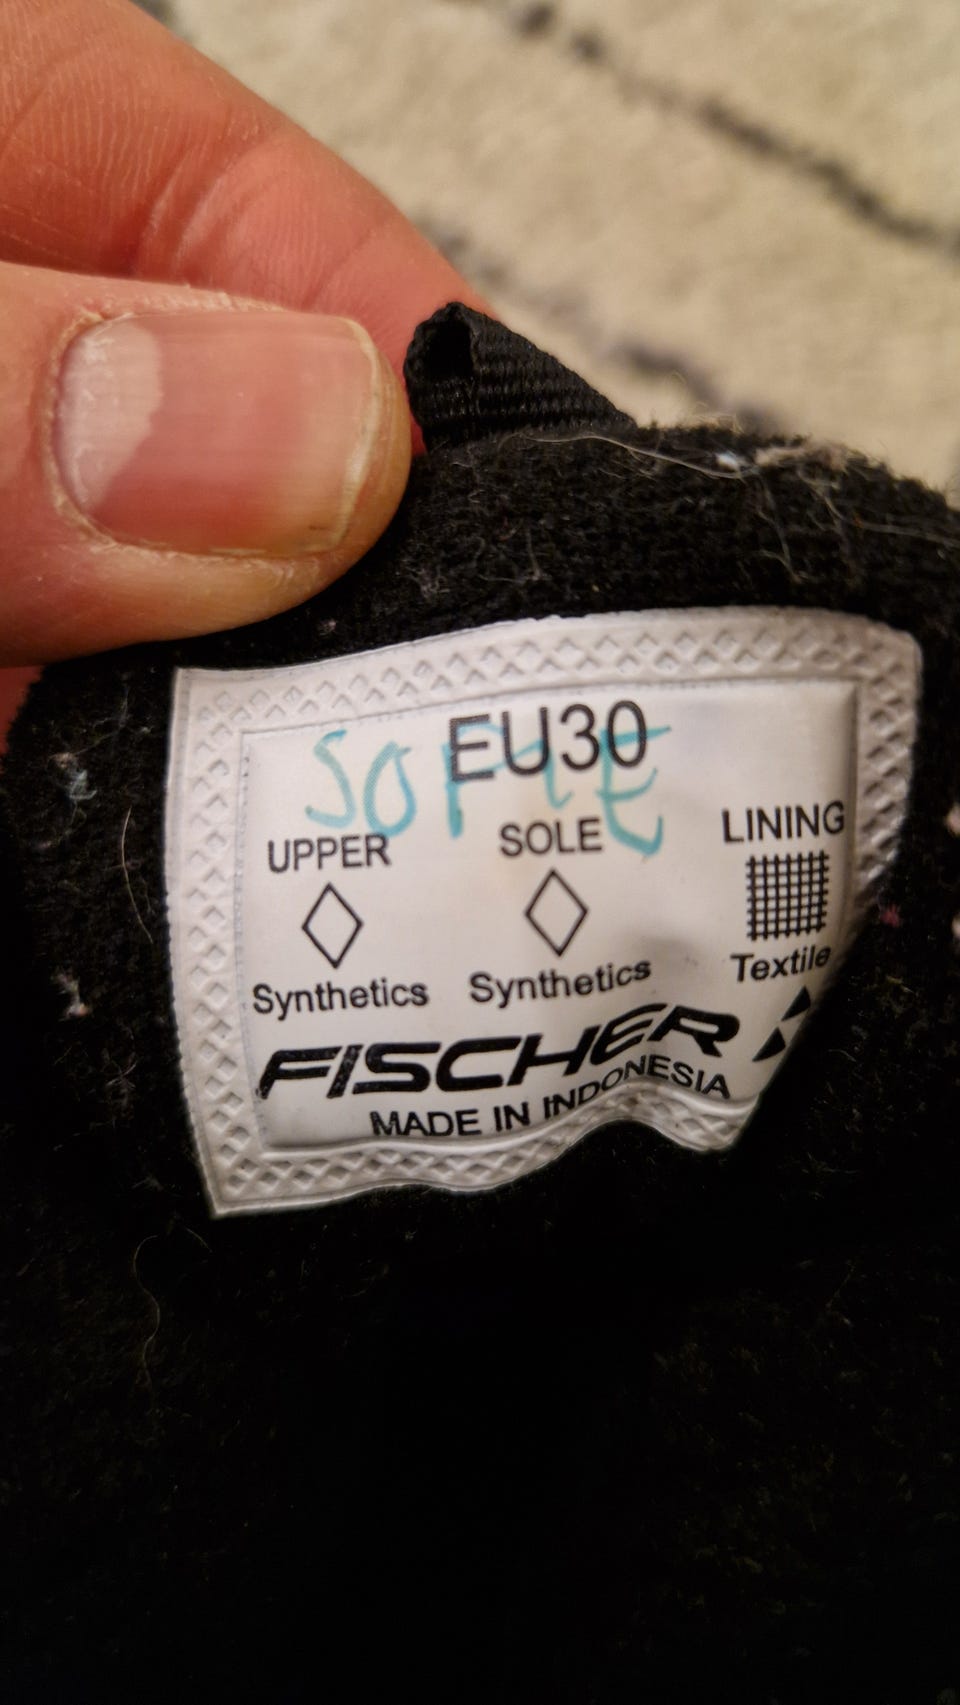 EU30
SOFIE
UPPER SOLE LINING
Synthetics Synthetics Textile
FISCHER
MADE IN INDONESIA